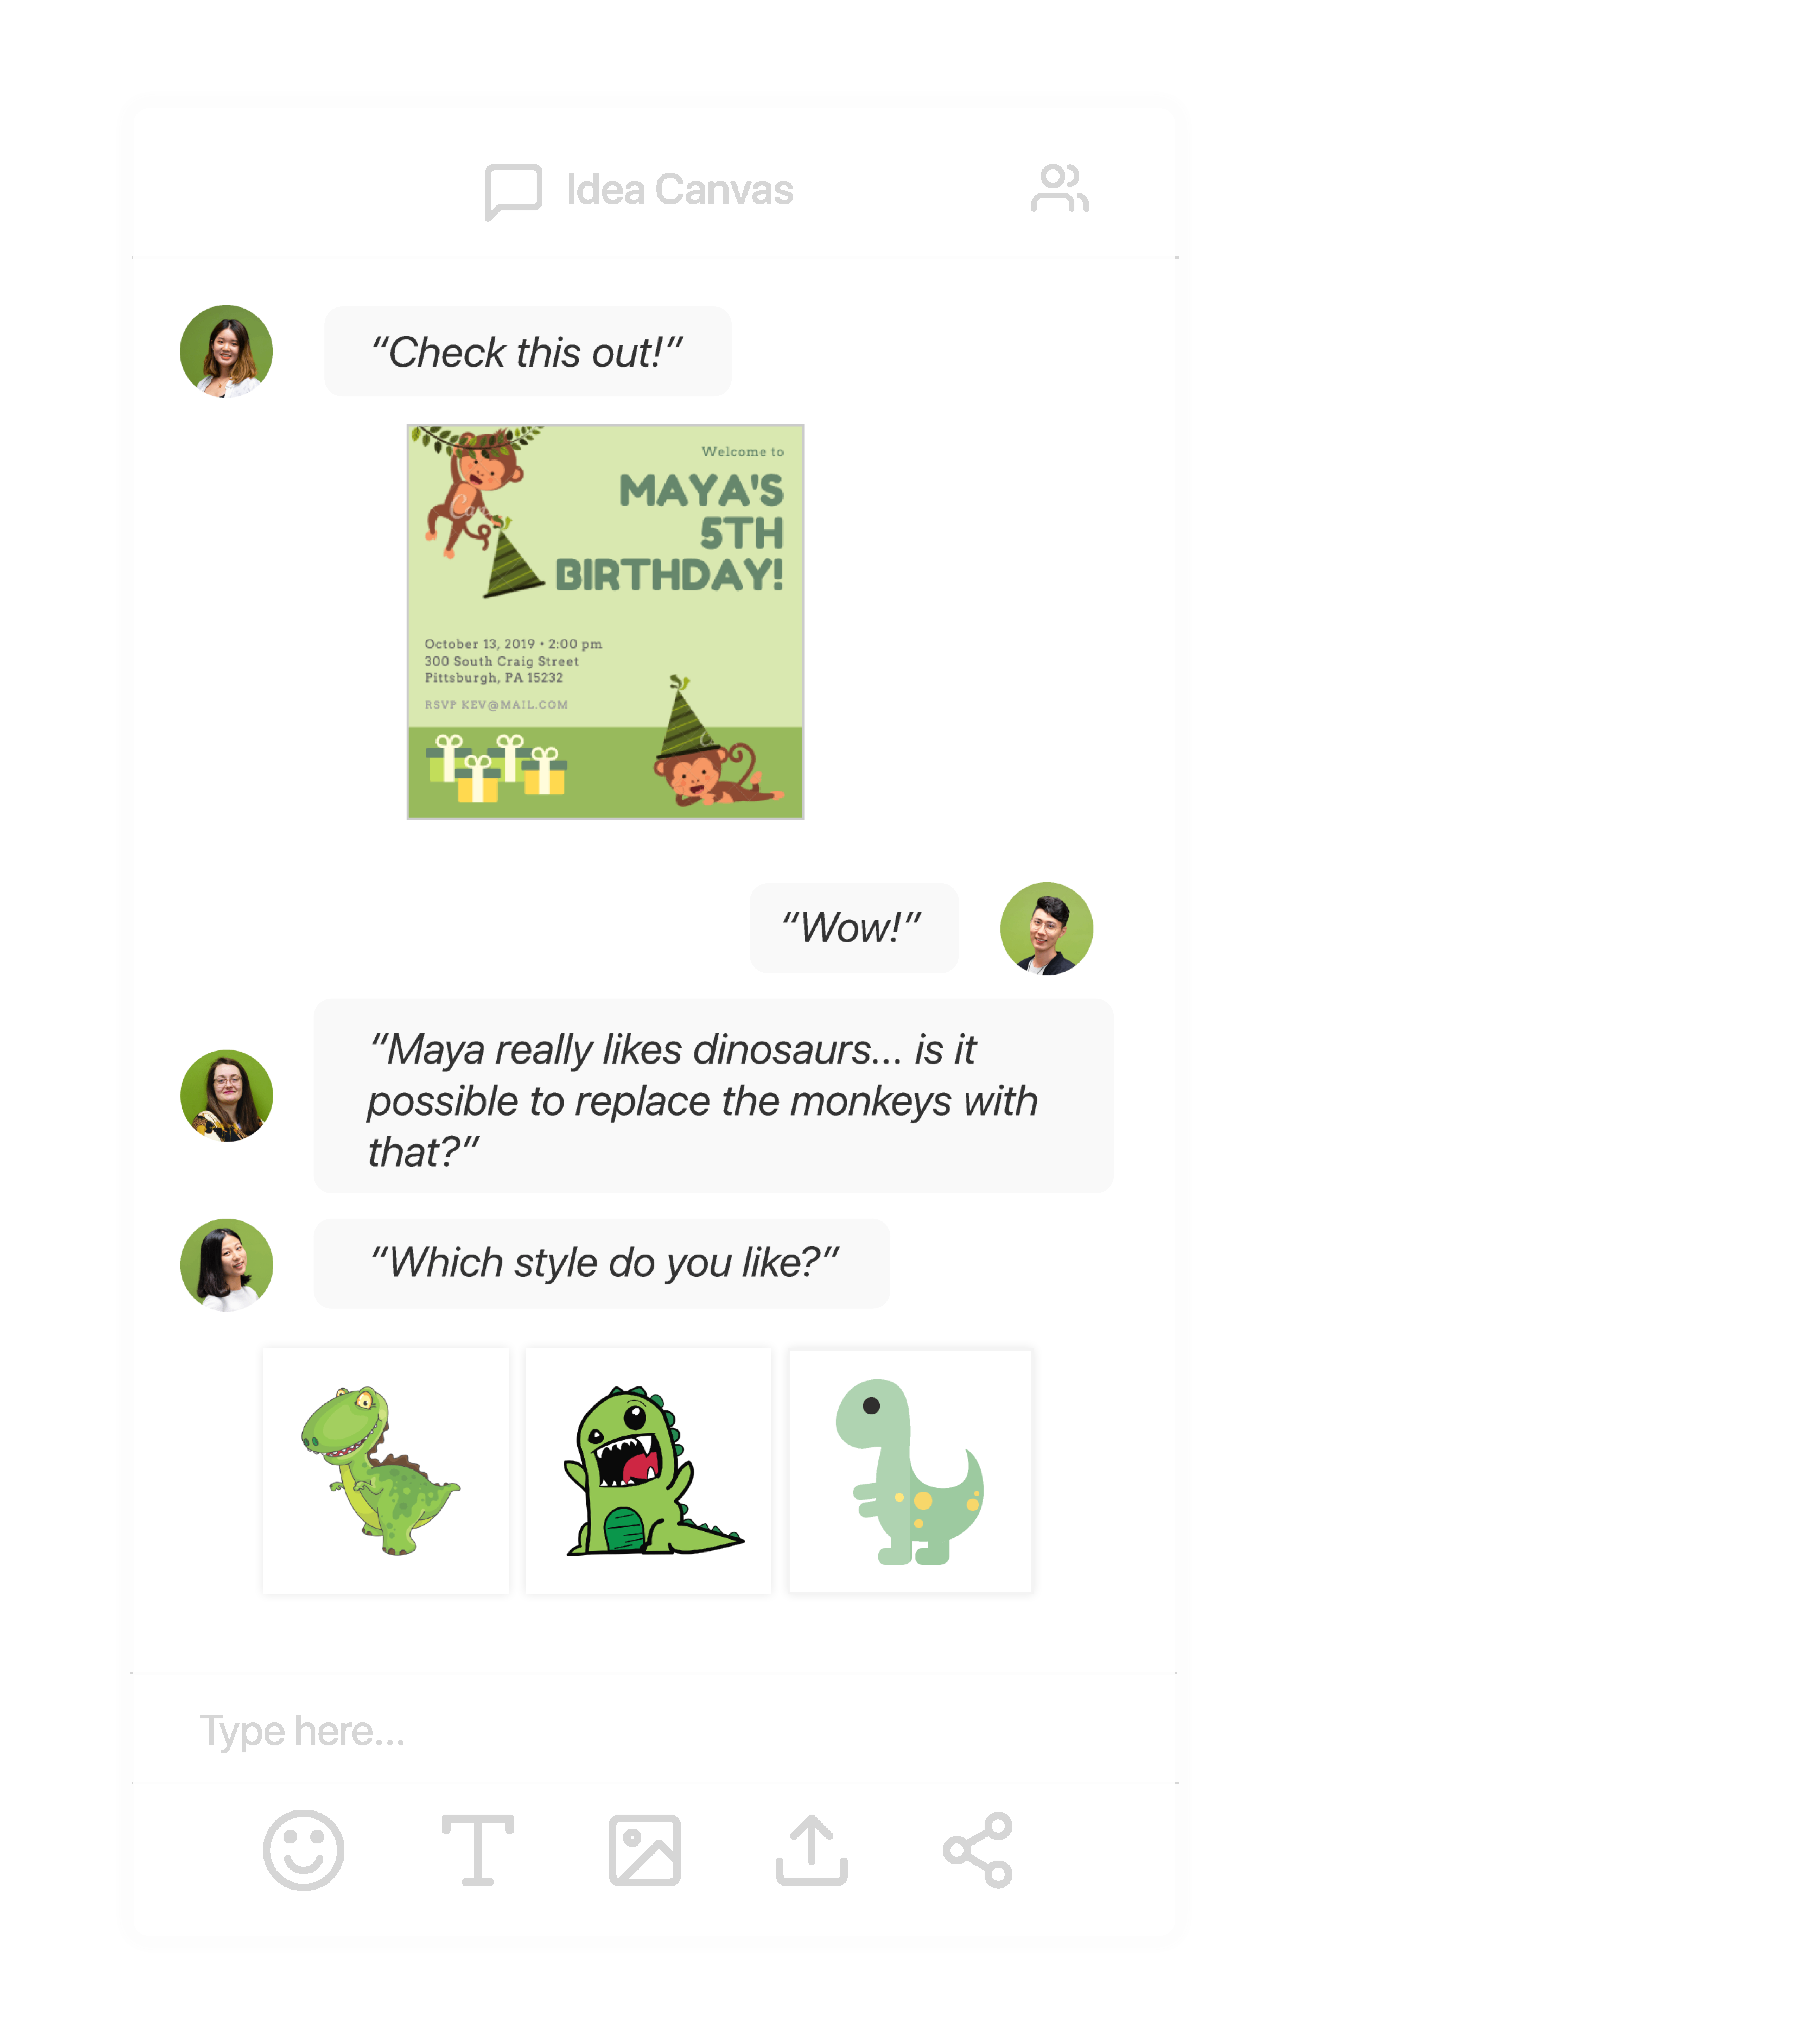 Idea Canvas
“Check this out!”
Welcome to
MAYA'S
5TH
BIRTHDAY!
October 13, 2019 • 2:00 pm
300 South Craig Street
Pittsburgh, PA 15232
RSVP KEV@MAIL.COM
“Wow!”
“Maya really likes dinosaurs... is it
possible to replace the monkeys with
that?”
“Which style do you like?”
Type here...